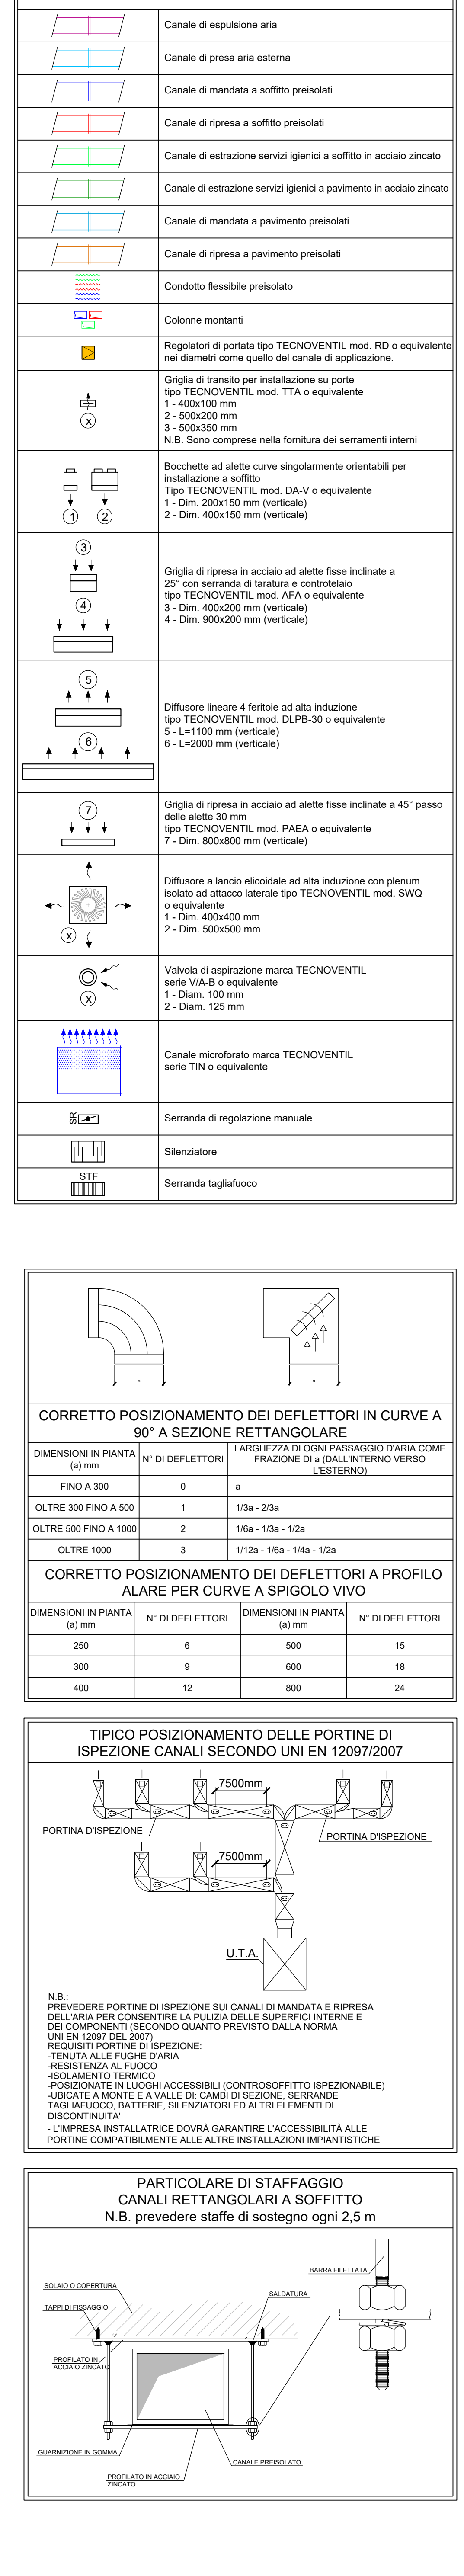 Canale di espulsione aria
Canale di presa aria esterna
Canale di mandata a soffitto preisolati
Canale di ripresa a soffitto preisolati
Canale di estrazione servizi igienici a soffitto in acciaio zincato
Canale di estrazione servizi igienici a pavimento in acciaio zincato
Canale di mandata a pavimento preisolati
Canale di ripresa a pavimento preisolati
Condotto flessibile preisolato
Colonne montanti
Regolatori di portata tipo TECNOVENTIL mod. RD o equivalente
nei diametri come quello del canale di applicazione.
x
Griglia di transito per installazione su porte
tipo TECNOVENTIL mod. TTA o equivalente
1 - 400x100 mm
2 - 500x200 mm
3 - 500x350 mm
N.B. Sono comprese nella fornitura dei serramenti interni
1 2
Bocchette ad alette curve singolarmente orientabili per
installazione a soffitto
Tipo TECNOVENTIL mod. DA-V o equivalente
1 - Dim. 200x150 mm (verticale)
2 - Dim. 400x150 mm (verticale)
3
4
Griglia di ripresa in acciaio ad alette fisse inclinate a
25° con serranda di taratura e controtelaio
tipo TECNOVENTIL mod. AFA o equivalente
3 - Dim. 400x200 mm (verticale)
4 - Dim. 900x200 mm (verticale)
5
6
Diffusore lineare 4 feritoie ad alta induzione
tipo TECNOVENTIL mod. DLPB-30 o equivalente
5 - L=1100 mm (verticale)
6 - L=2000 mm (verticale)
7
Griglia di ripresa in acciaio ad alette fisse inclinate a 45° passo
delle alette 30 mm
tipo TECNOVENTIL mod. PAEA o equivalente
7 - Dim. 800x800 mm (verticale)
x
Diffusore a lancio elicoidale ad alta induzione con plenum
isolato ad attacco laterale tipo TECNOVENTIL mod. SWQ
o equivalente
1 - Dim. 400x400 mm
2 - Dim. 500x500 mm
x
Valvola di aspirazione marca TECNOVENTIL
serie V/A-B o equivalente
1 - Diam. 100 mm
2 - Diam. 125 mm
Canale microforato marca TECNOVENTIL
serie TIN o equivalente
SR
Serranda di regolazione manuale
Silenziatore
STF
Serranda tagliafuoco
a a
CORRETTO POSIZIONAMENTO DEI DEFLETTORI IN CURVE A
90° A SEZIONE RETTANGOLARE
DIMENSIONI IN PIANTA
(a) mm
N° DI DEFLETTORI
LARGHEZZA DI OGNI PASSAGGIO D'ARIA COME
FRAZIONE DI a (DALL'INTERNO VERSO
L'ESTERNO)
FINO A 300 0 a
OLTRE 300 FINO A 500 1 1/3a - 2/3a
OLTRE 500 FINO A 1000 2 1/6a - 1/3a - 1/2a
OLTRE 1000 3 1/12a - 1/6a - 1/4a - 1/2a
CORRETTO POSIZIONAMENTO DEI DEFLETTORI A PROFILO
ALARE PER CURVE A SPIGOLO VIVO
DIMENSIONI IN PIANTA
(a) mm
N° DI DEFLETTORI
DIMENSIONI IN PIANTA
(a) mm
N° DI DEFLETTORI
250 6 500 15
300 9 600 18
400 12 800 24
TIPICO POSIZIONAMENTO DELLE PORTINE DI
ISPEZIONE CANALI SECONDO UNI EN 12097/2007
7500mm
PORTINA D'ISPEZIONE
PORTINA D'ISPEZIONE
7500mm
U.T.A.
N.B.:
PREVEDERE PORTINE DI ISPEZIONE SUI CANALI DI MANDATA E RIPRESA
DELL'ARIA PER CONSENTIRE LA PULIZIA DELLE SUPERFICI INTERNE E
DEI COMPONENTI (SECONDO QUANTO PREVISTO DALLA NORMA
UNI EN 12097 DEL 2007)
REQUISITI PORTINE DI ISPEZIONE:
-TENUTA ALLE FUGHE D'ARIA
-RESISTENZA AL FUOCO
-ISOLAMENTO TERMICO
-POSIZIONATE IN LUOGHI ACCESSIBILI (CONTROSOFFITTO ISPEZIONABILE)
-UBICATE A MONTE E A VALLE DI: CAMBI DI SEZIONE, SERRANDE
TAGLIAFUOCO, BATTERIE, SILENZIATORI ED ALTRI ELEMENTI DI
DISCONTINUITA'
- L'IMPRESA INSTALLATRICE DOVRÀ GARANTIRE L'ACCESSIBILITÀ ALLE
PORTINE COMPATIBILMENTE ALLE ALTRE INSTALLAZIONI IMPIANTISTICHE
PARTICOLARE DI STAFFAGGIO
CANALI RETTANGOLARI A SOFFITTO
N.B. prevedere staffe di sostegno ogni 2,5 m
BARRA FILETTATA
SOLAIO O COPERTURA
SALDATURA
TAPPI DI FISSAGGIO
PROFILATO IN
ACCIAIO ZINCATO
GUARNIZIONE IN GOMMA
CANALE PREISOLATO
PROFILATO IN ACCIAIO
ZINCATO